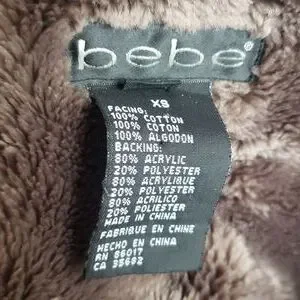 bebe®
XS
FACING:
100% COTTON
100% COTON
100% ALGODON
BACKING:
80% ACRYLIC
20% POLYESTER
80% ACRYLIQUE
20% POLYESTER
80% ACRILICO
20% POLIESTER
MADE IN CHINA
FABRIQUE EN CHINE
HECHO EN CHINA
RN 86017
CA 35682